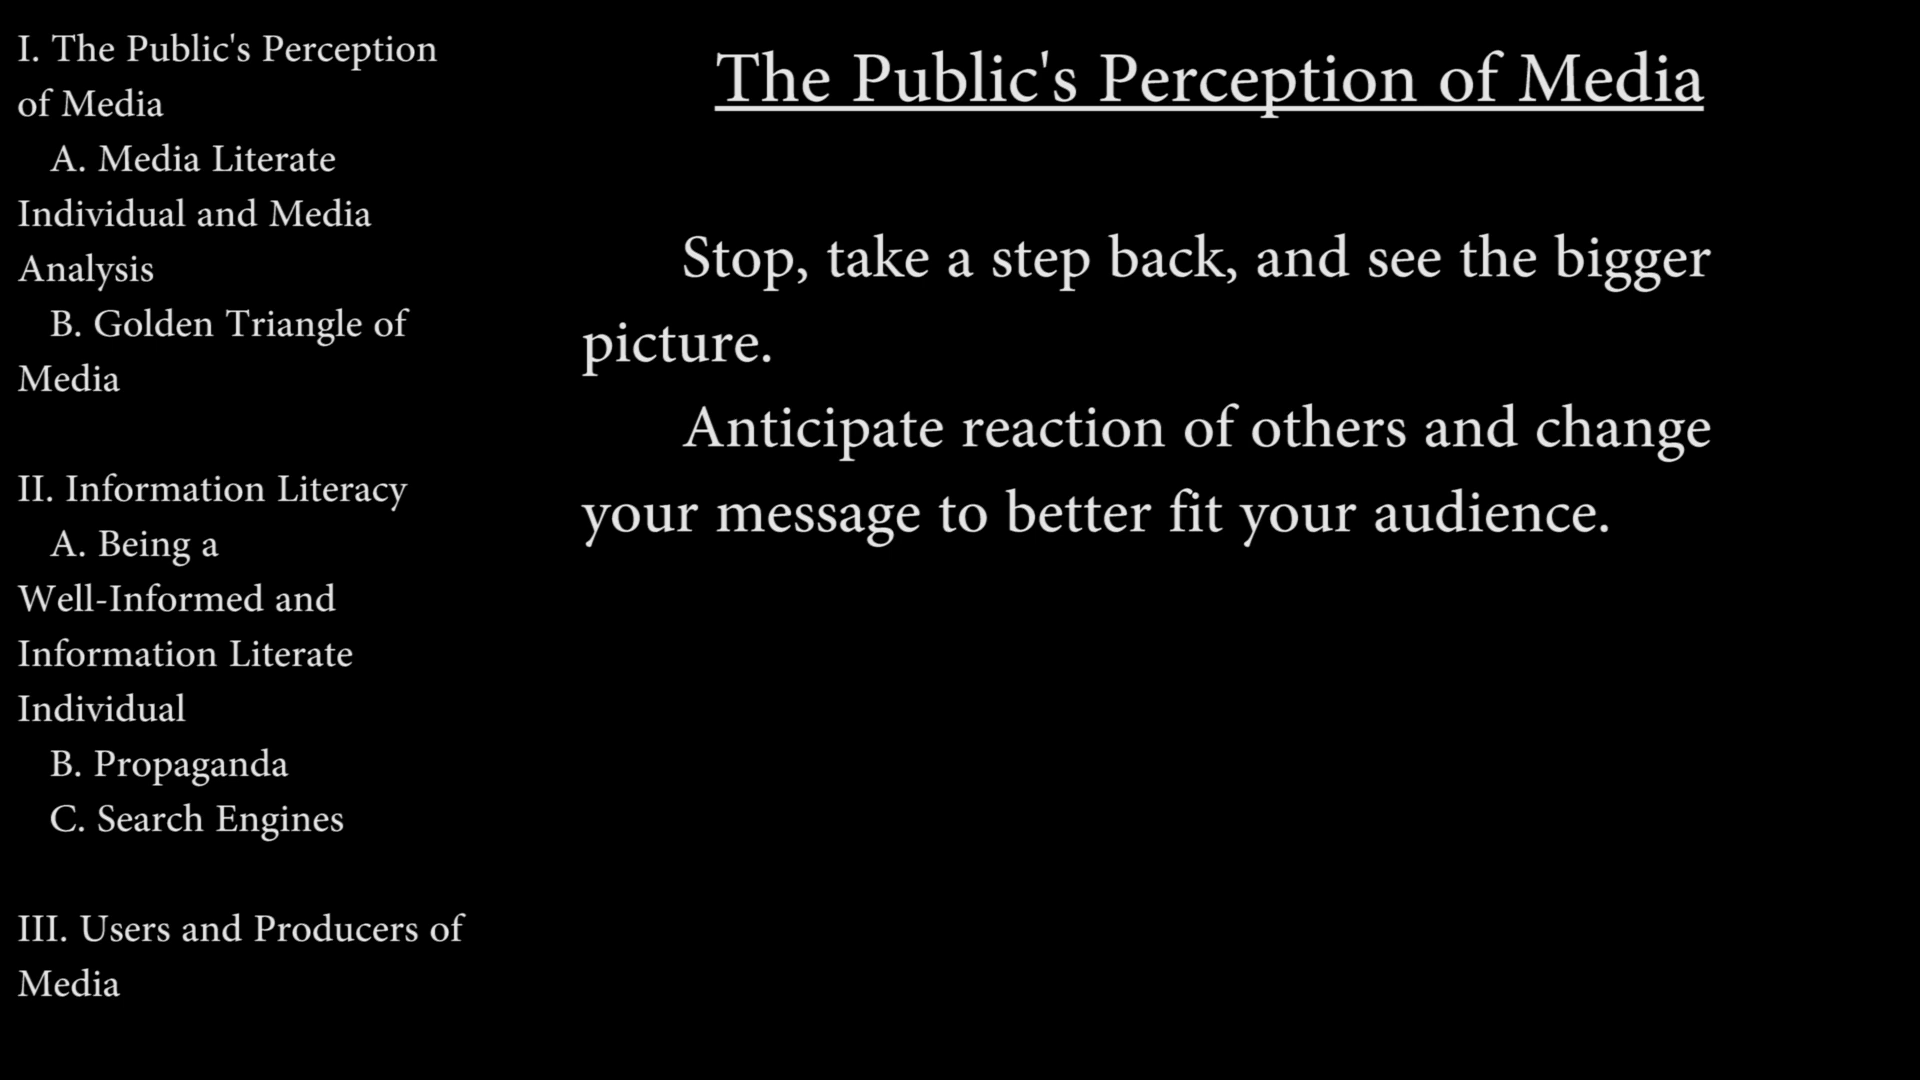 I. The Public's Perception
of Media
A. Media Literate
Individual and Media
Analysis
B. Golden Triangle of
Media
II. Information Literacy
A. Being a
Well-Informed and
Information Literate
Individual
B. Propaganda
C. Search Engines
III. Users and Producers of
Media
The Public's Perception of Media
Stop, take a step back, and see the bigger
picture.
Anticipate reaction of others and change
your message to better fit your audience.